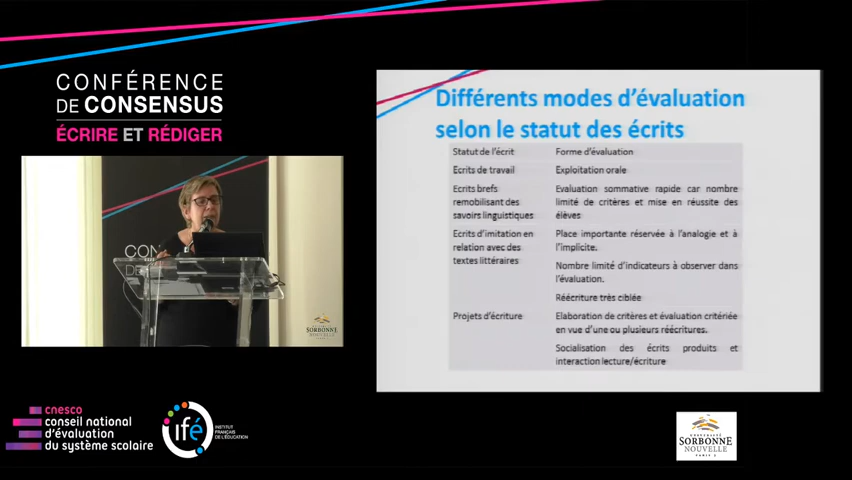 CONFÉRENCE
DE CONSENSUS
ÉCRIRE ET RÉDIGER
CON
SORBONNE
NOUVELLE
Différents modes d'évaluation
selon le statut des écrits
Statut de l'écrit Forme d'évaluation
Ecrits de travail Exploitation orale
Ecrits brefs remobilisant des savoirs linguistiques
Evaluation sommative rapide car nombre
limité de critères et mise en réussite des
élèves
Ecrits d'imitation en
relation avec des
textes littéraires
Place importante réservée à l'analogie et à
l'implicite.
Nombre limité d'indicateurs à observer dans
l'évaluation.
Réécriture très ciblée
Projets d'écriture
Elaboration de critères et évaluation critériée
en vue d'une ou plusieurs réécritures.
Socialisation des écrits produits et
interaction lecture/écriture
cnesco
conseil national
d'évaluation
du système scolaire
ifé
INSTITUT
FRANÇAIS
DE L'ÉDUCATION
SORBONNE
NOUVELLE